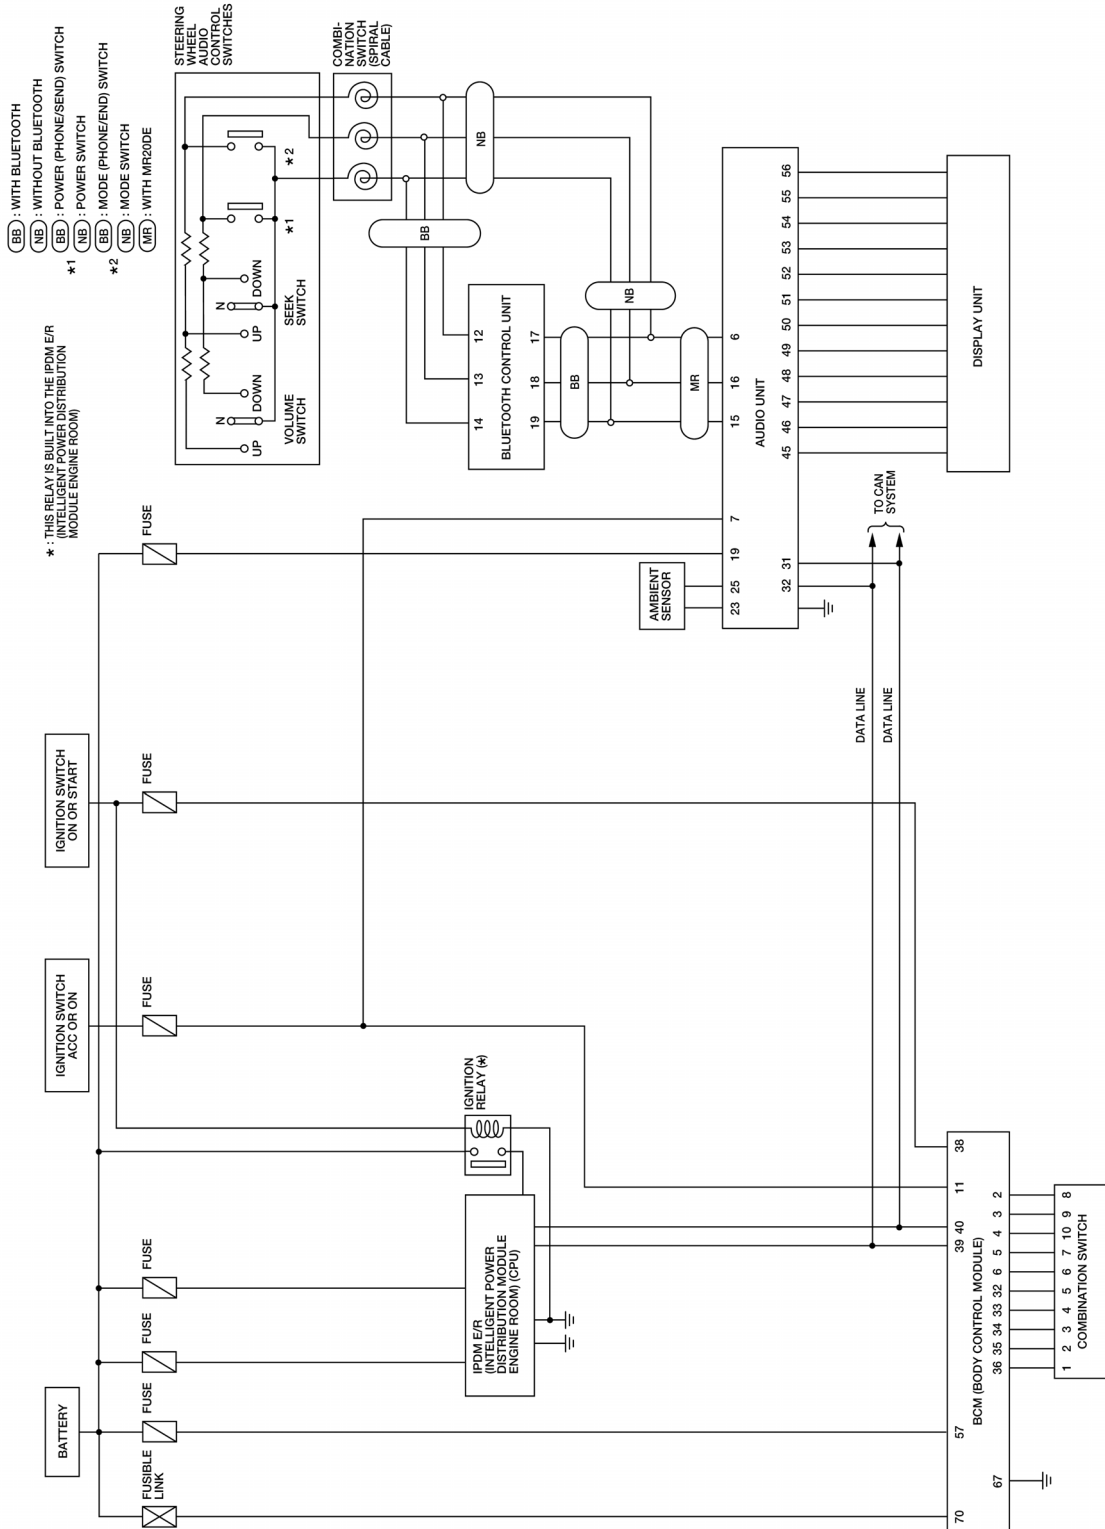 BB : WITH BLUETOOTH
NB : WITHOUT BLUETOOTH
*1 BB : POWER (PHONE/SEND) SWITCH
NB : POWER SWITCH
*2 BB : MODE (PHONE/END) SWITCH
NB : MODE SWITCH
MR : WITH MR20DE
* : THIS RELAY IS BUILT INTO THE IPDM E/R
(INTELLIGENT POWER DISTRIBUTION
MODULE ENGINE ROOM)
BATTERY
IGNITION SWITCH
ACC OR ON
IGNITION SWITCH
ON OR START
FUSIBLE
LINK
FUSE
FUSE
FUSE
FUSE
FUSE
FUSE
STEERING
WHEEL
AUDIO
CONTROL
SWITCHES
UP
N
DOWN
VOLUME
SWITCH
UP
N
DOWN
SEEK
SWITCH
*1
*2
COMBI-
NATION
SWITCH
(SPIRAL
CABLE)
BB
NB
14
13
12
BLUETOOTH CONTROL UNIT
19
18
17
BB
NB
MR
IGNITION
RELAY (*)
IPDM E/R
(INTELLIGENT POWER
DISTRIBUTION MODULE
ENGINE ROOM) (CPU)
AMBIENT
SENSOR
23
25
19
7
15
16
6
AUDIO UNIT
32
31
45
46
47
48
49
50
51
52
53
54
55
56
DATA LINE
DATA LINE
TO CAN
SYSTEM
DISPLAY UNIT
70
57
39
40
11
38
BCM (BODY CONTROL MODULE)
67
36
35
34
33
32
6
5
4
3
2
1
2
3
4
5
6
7
10
9
8
COMBINATION SWITCH